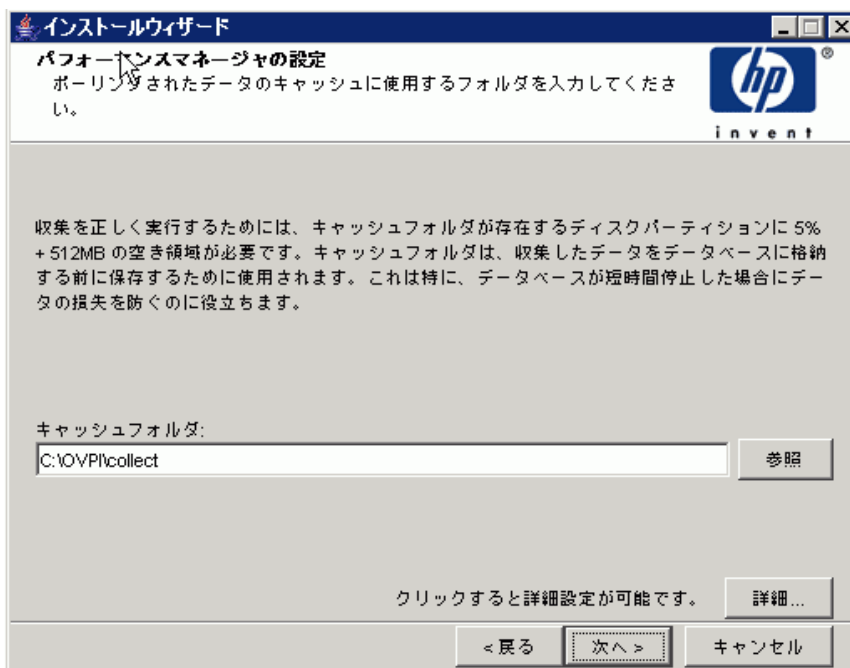 インストールウィザード
パフォーマンスマネージャの設定
ポーリングされたデータのキャッシュに使用するフォルダを入力してくださ
い。
hp
®
invent
収集を正しく実行するためには、キャッシュフォルダが存在するディスクパーティションに 5%
+ 512MB の空き領域が必要です。キャッシュフォルダは、収集したデータをデータベースに格納
する前に保存するために使用されます。これは特に、データベースが短時間停止した場合にデー
タの損失を防ぐのに役立ちます。
キャッシュフォルダ:
C:\OVPI\collect
参照
クリックすると詳細設定が可能です。
詳細...
<戻る
次へ >
キャンセル